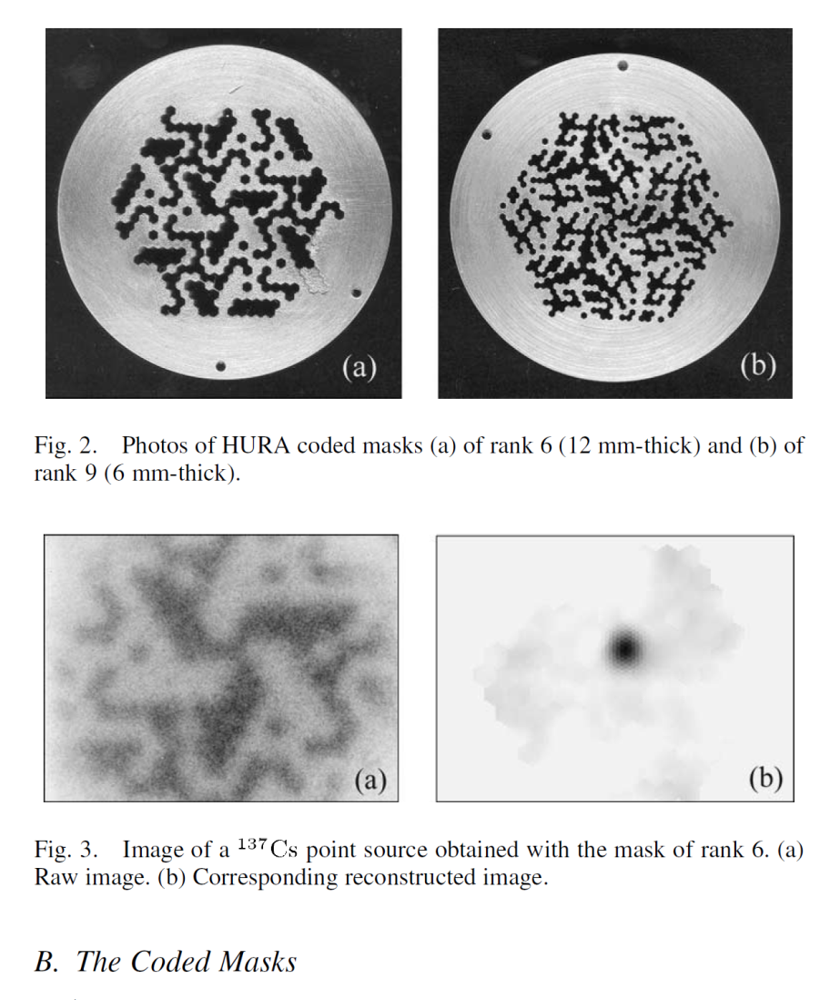 (a)
(b)
Fig. 2. Photos of HURA coded masks (a) of rank 6 (12 mm-thick) and (b) of
rank 9 (6 mm-thick).
(a)
(b)
Fig. 3. Image of a ¹³⁷Cs point source obtained with the mask of rank 6. (a)
Raw image. (b) Corresponding reconstructed image.
B. The Coded Masks